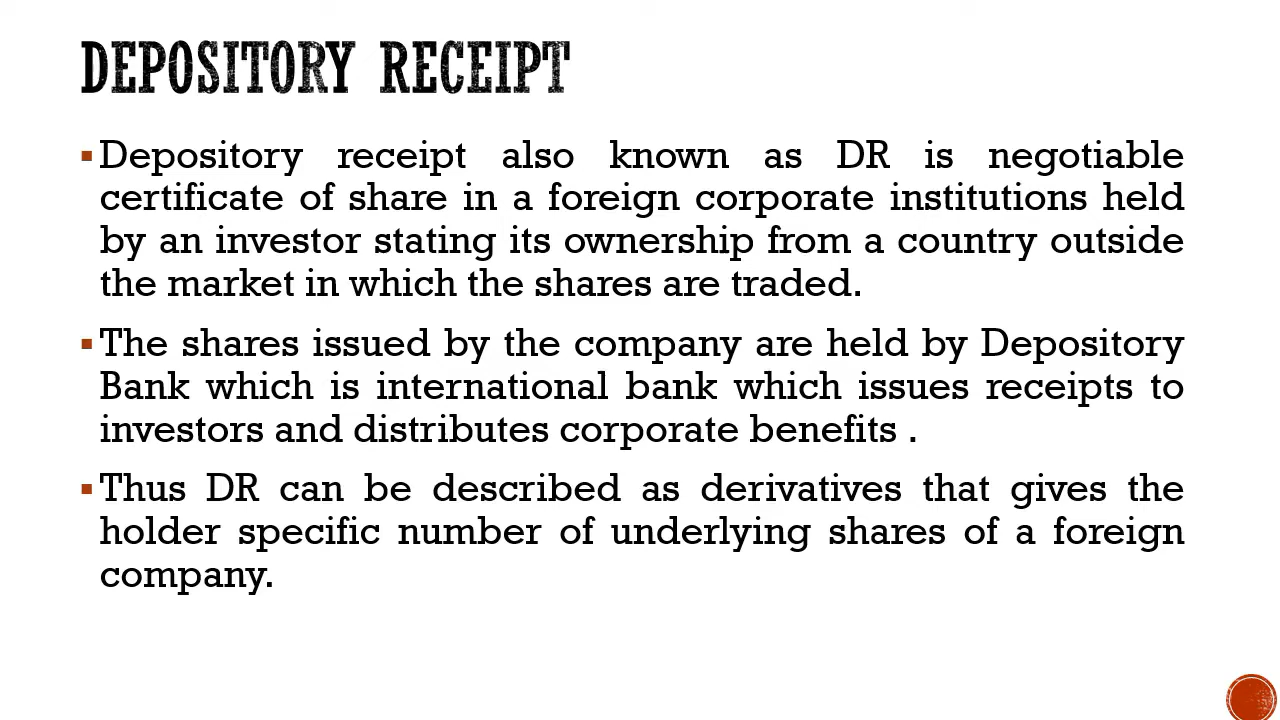 DEPOSITORY RECEIPT
▪Depository receipt also known as DR is negotiable
certificate of share in a foreign corporate institutions held
by an investor stating its ownership from a country outside
the market in which the shares are traded.
▪The shares issued by the company are held by Depository
Bank which is international bank which issues receipts to
investors and distributes corporate benefits .
▪Thus DR can be described as derivatives that gives the
holder specific number of underlying shares of a foreign
company.